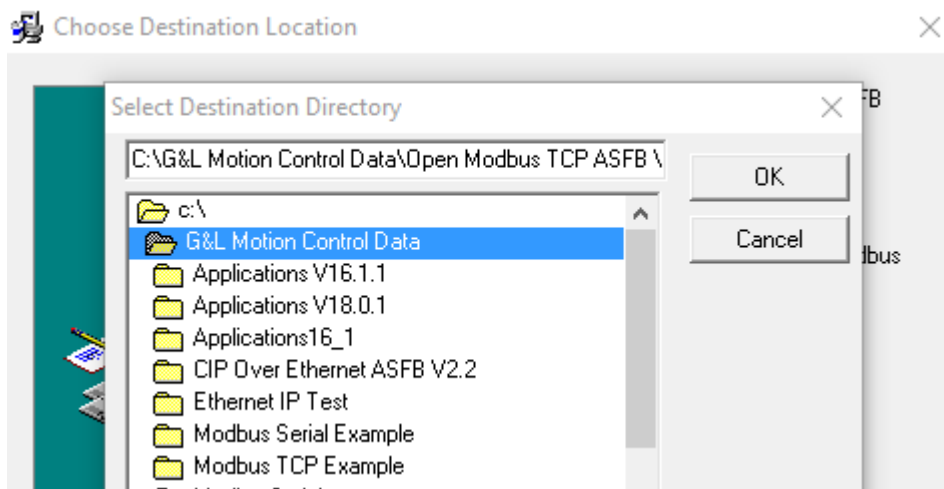 Choose Destination Location
Select Destination Directory
FB
C:\G&L Motion Control Data\Open Modbus TCP ASFB \
OK
c:\
G&L Motion Control Data
Cancel
dbus
Applications V16.1.1
Applications V18.0.1
Applications16_1
CIP Over Ethernet ASFB V2.2
Ethernet IP Test
Modbus Serial Example
Modbus TCP Example